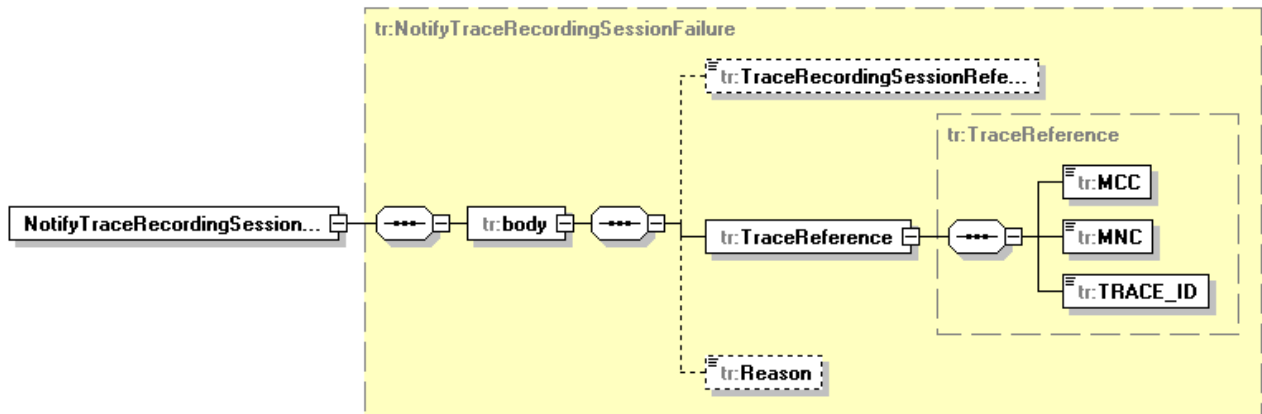 tr:NotifyTraceRecordingSessionFailure
tr:TraceRecordingSessionRefe...
tr:TraceReference
tr:MCC
NotifyTraceRecordingSession...
tr:body
tr:TraceReference
tr:MNC
tr:TRACE_ID
tr:Reason